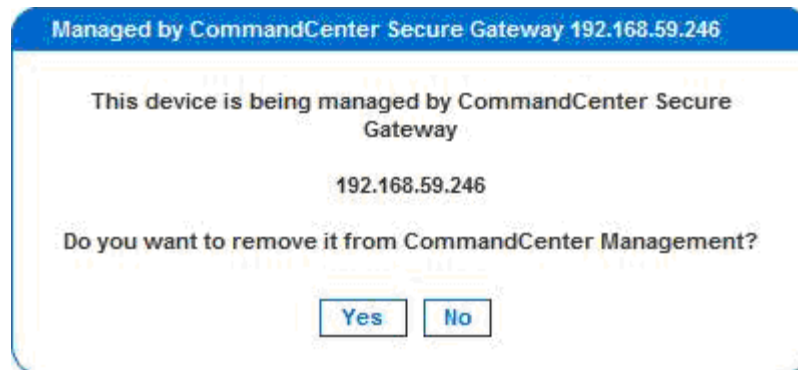 Managed by CommandCenter Secure Gateway 192.168.59.246
This device is being managed by CommandCenter Secure
Gateway
192.168.59.246
Do you want to remove it from CommandCenter Management?
Yes No